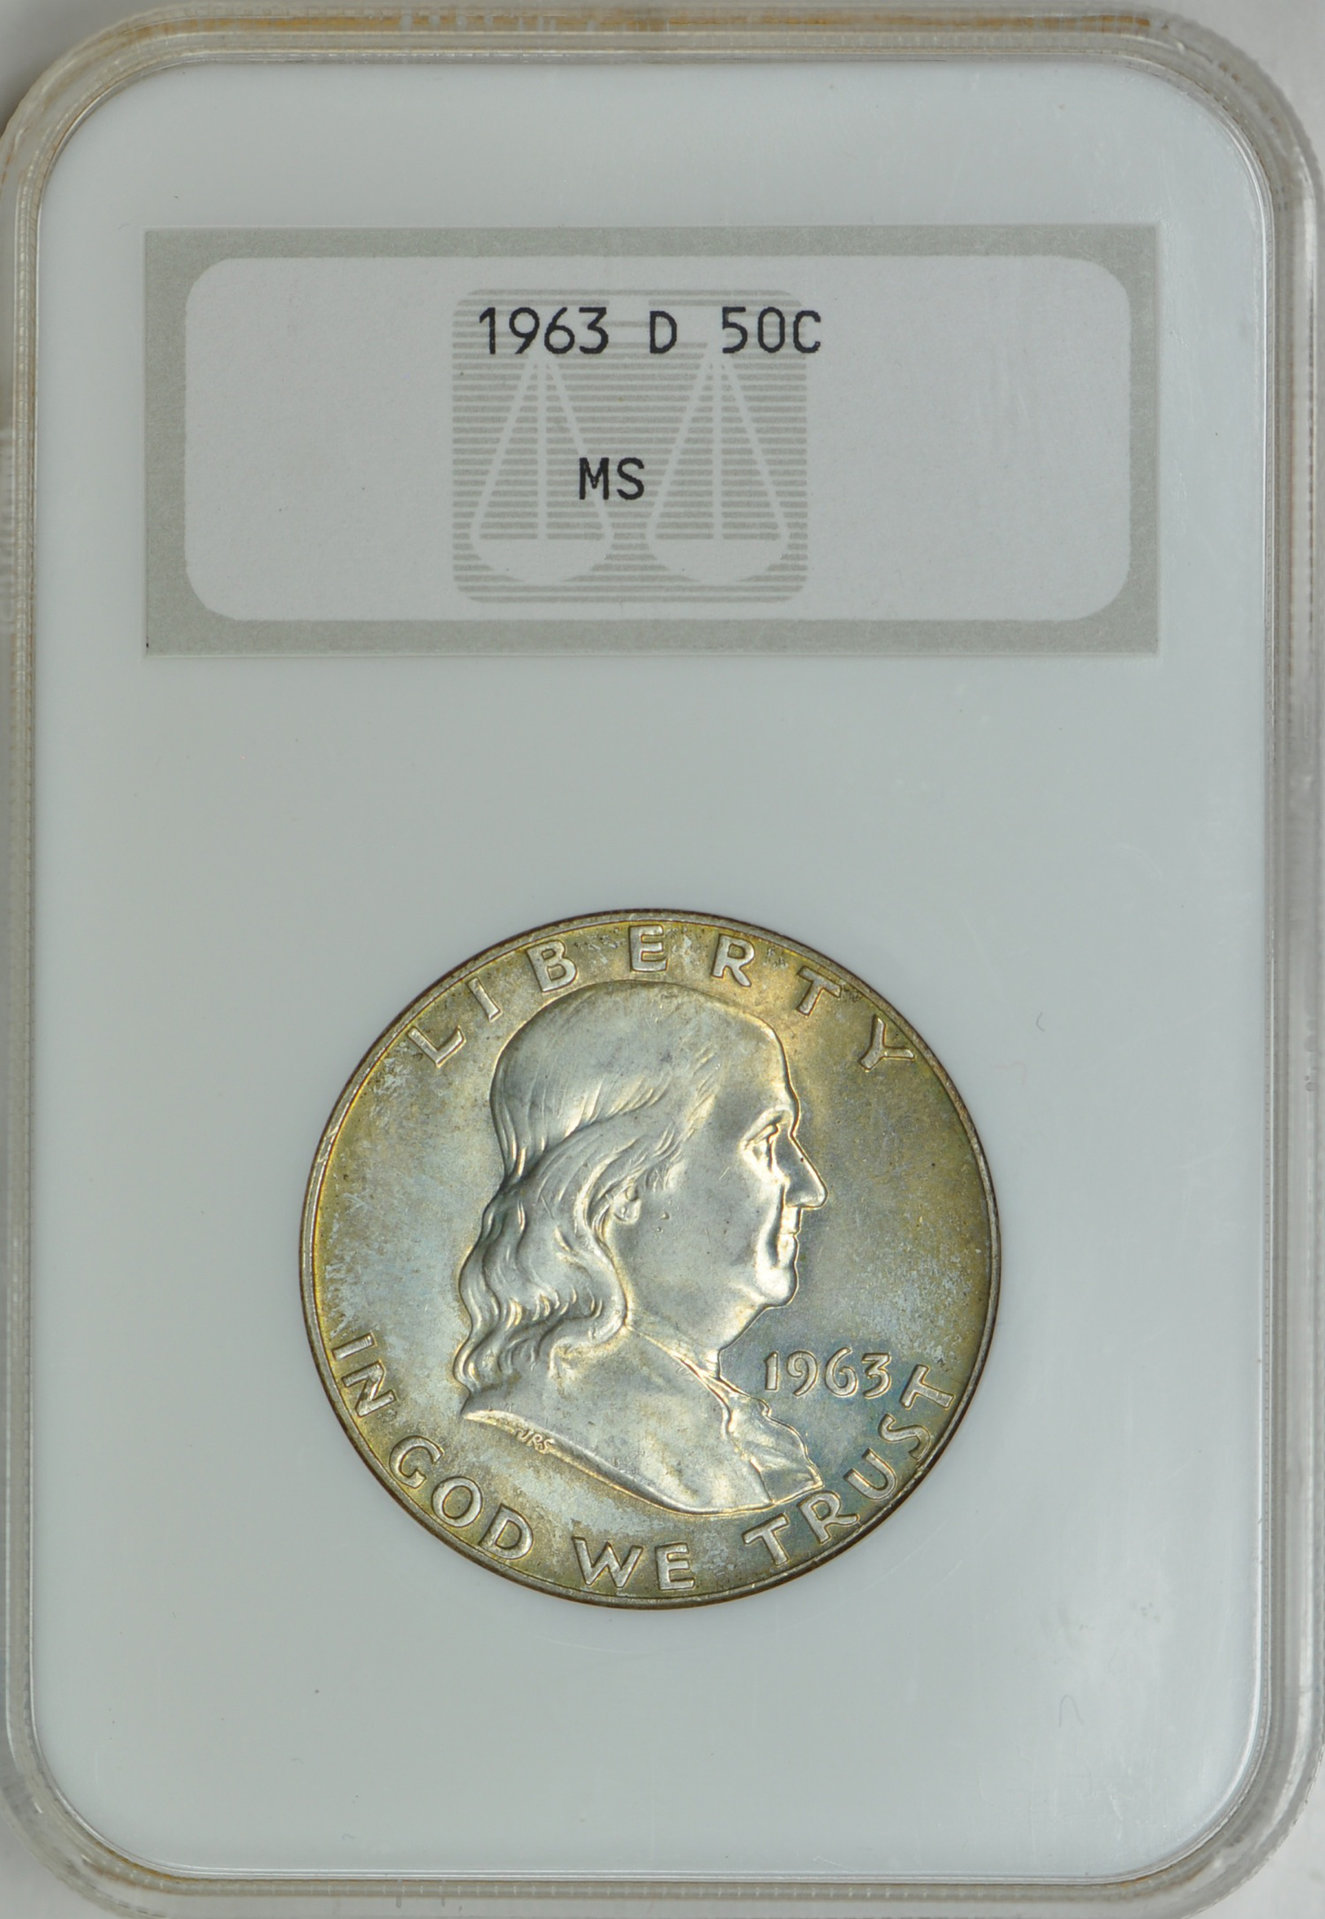 1963 D 50C
MS
LIBERTY
1963
JRS
IN GOD WE TRUST